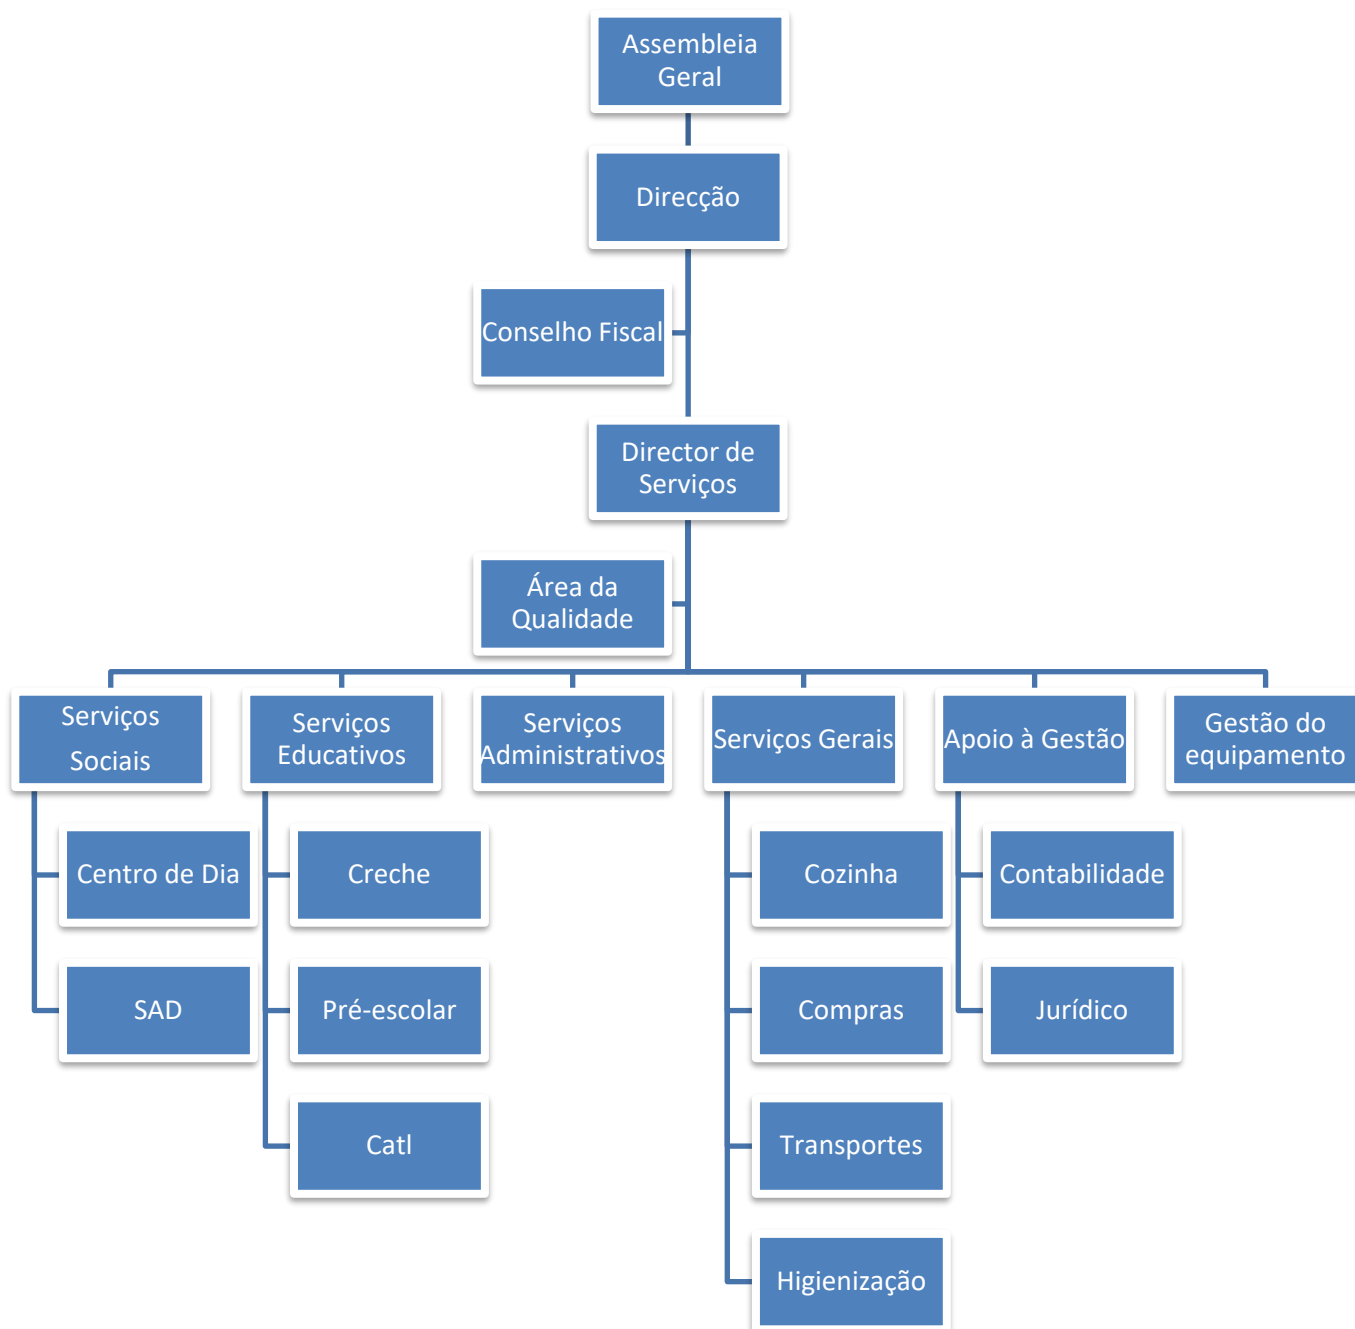 Assembleia
Geral
Direcção
Conselho Fiscal
Director de
Serviços
Área da
Qualidade
Serviços
Sociais
Serviços
Educativos
Serviços
Administrativos
Serviços Gerais
Apoio à Gestão
Gestão do
equipamento
Centro de Dia
Creche
Cozinha
Contabilidade
SAD
Pré-escolar
Compras
Jurídico
Catl
Transportes
Higienização